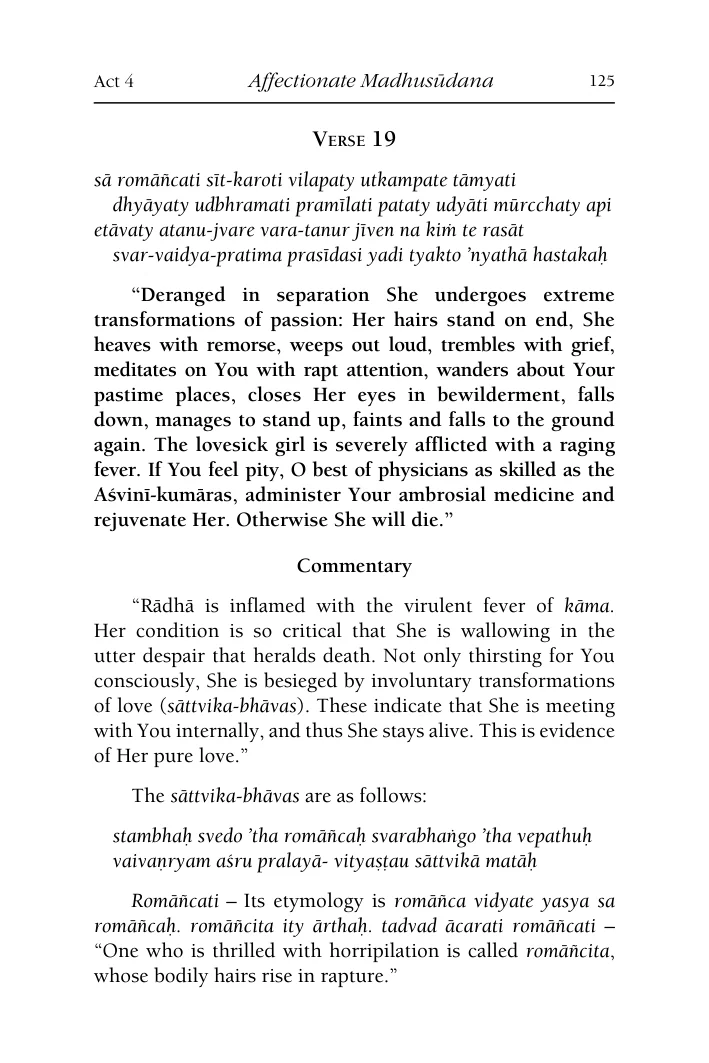 Act 4 Affectionate Madhusūdana 125
VERSE 19
sā romāñcati sīt-karoti vilapaty utkampate tāmyati
dhyāyaty udbhramati pramīlati pataty udyāti mūrcchaty api
etāvaty atanu-jvare vara-tanur jīven na kiṁ te rasāt
svar-vaidya-pratima prasīdasi yadi tyakto ’nyathā hastakaḥ
“Deranged in separation She undergoes extreme
transformations of passion: Her hairs stand on end, She
heaves with remorse, weeps out loud, trembles with grief,
meditates on You with rapt attention, wanders about Your
pastime places, closes Her eyes in bewilderment, falls
down, manages to stand up, faints and falls to the ground
again. The lovesick girl is severely afflicted with a raging
fever. If You feel pity, O best of physicians as skilled as the
Aśvinī-kumāras, administer Your ambrosial medicine and
rejuvenate Her. Otherwise She will die.”
Commentary
“Rādhā is inflamed with the virulent fever of kāma.
Her condition is so critical that She is wallowing in the
utter despair that heralds death. Not only thirsting for You
consciously, She is besieged by involuntary transformations
of love (sāttvika-bhāvas). These indicate that She is meeting
with You internally, and thus She stays alive. This is evidence
of Her pure love.”
The sāttvika-bhāvas are as follows:
stambhaḥ svedo ’tha romāñcaḥ svarabhaṅgo ’tha vepathuḥ
vaivaṇryam aśru pralayā- vityaṣṭau sāttvikā matāḥ
Romāñcati – Its etymology is romāñca vidyate yasya sa
romāñcaḥ. romāñcita ity ārthaḥ. tadvad ācarati romāñcati –
“One who is thrilled with horripilation is called romāñcita,
whose bodily hairs rise in rapture.”